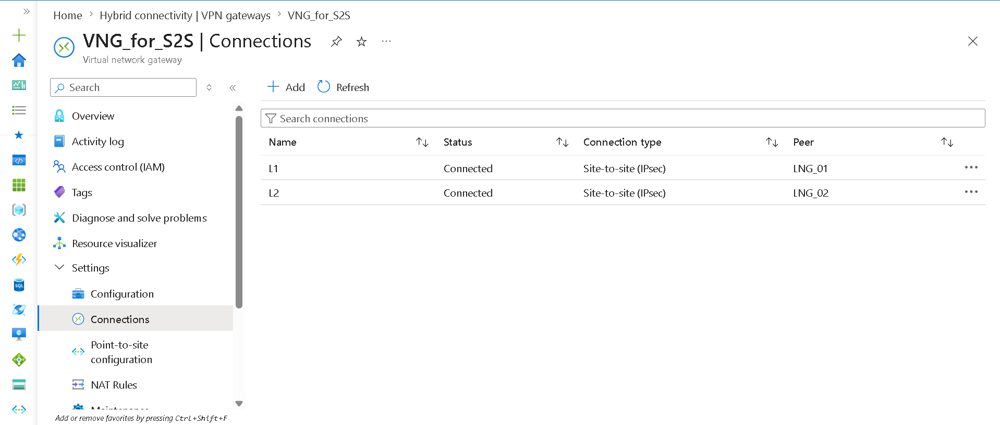 Home > Hybrid connectivity | VPN gateways > VNG_for_S2S
VNG_for_S2S | Connections
Virtual network gateway
Search
Add
Refresh
Overview
Activity log
Access control (IAM)
Tags
Diagnose and solve problems
Resource visualizer
Settings
Configuration
Connections
Point-to-site
configuration
NAT Rules
Maintenance
Add or remove favorites by pressing Ctrl+Shift+F
Search connections
Name Status Connection type Peer
L1 Connected Site-to-site (IPsec) LNG_01
L2 Connected Site-to-site (IPsec) LNG_02
SQL